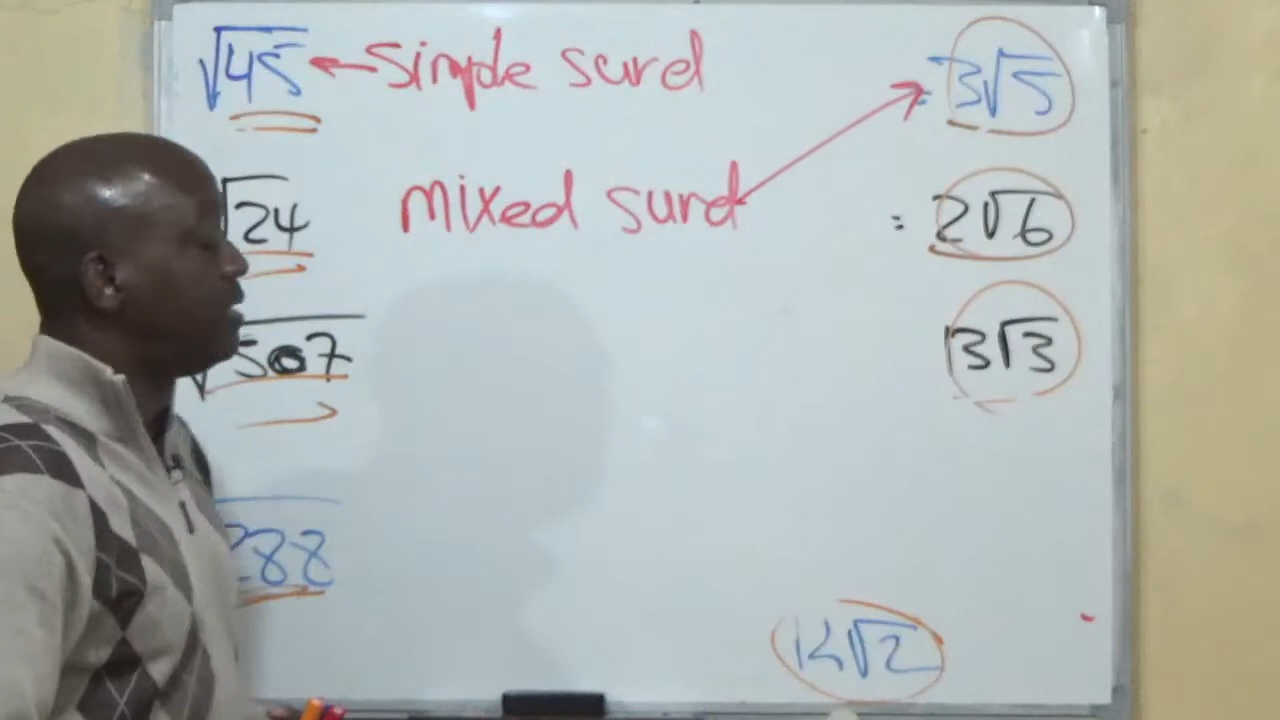 √45 ← simple surd = 3√5
√24 mixed surd : 2√6
√507 13√3
288 12√2